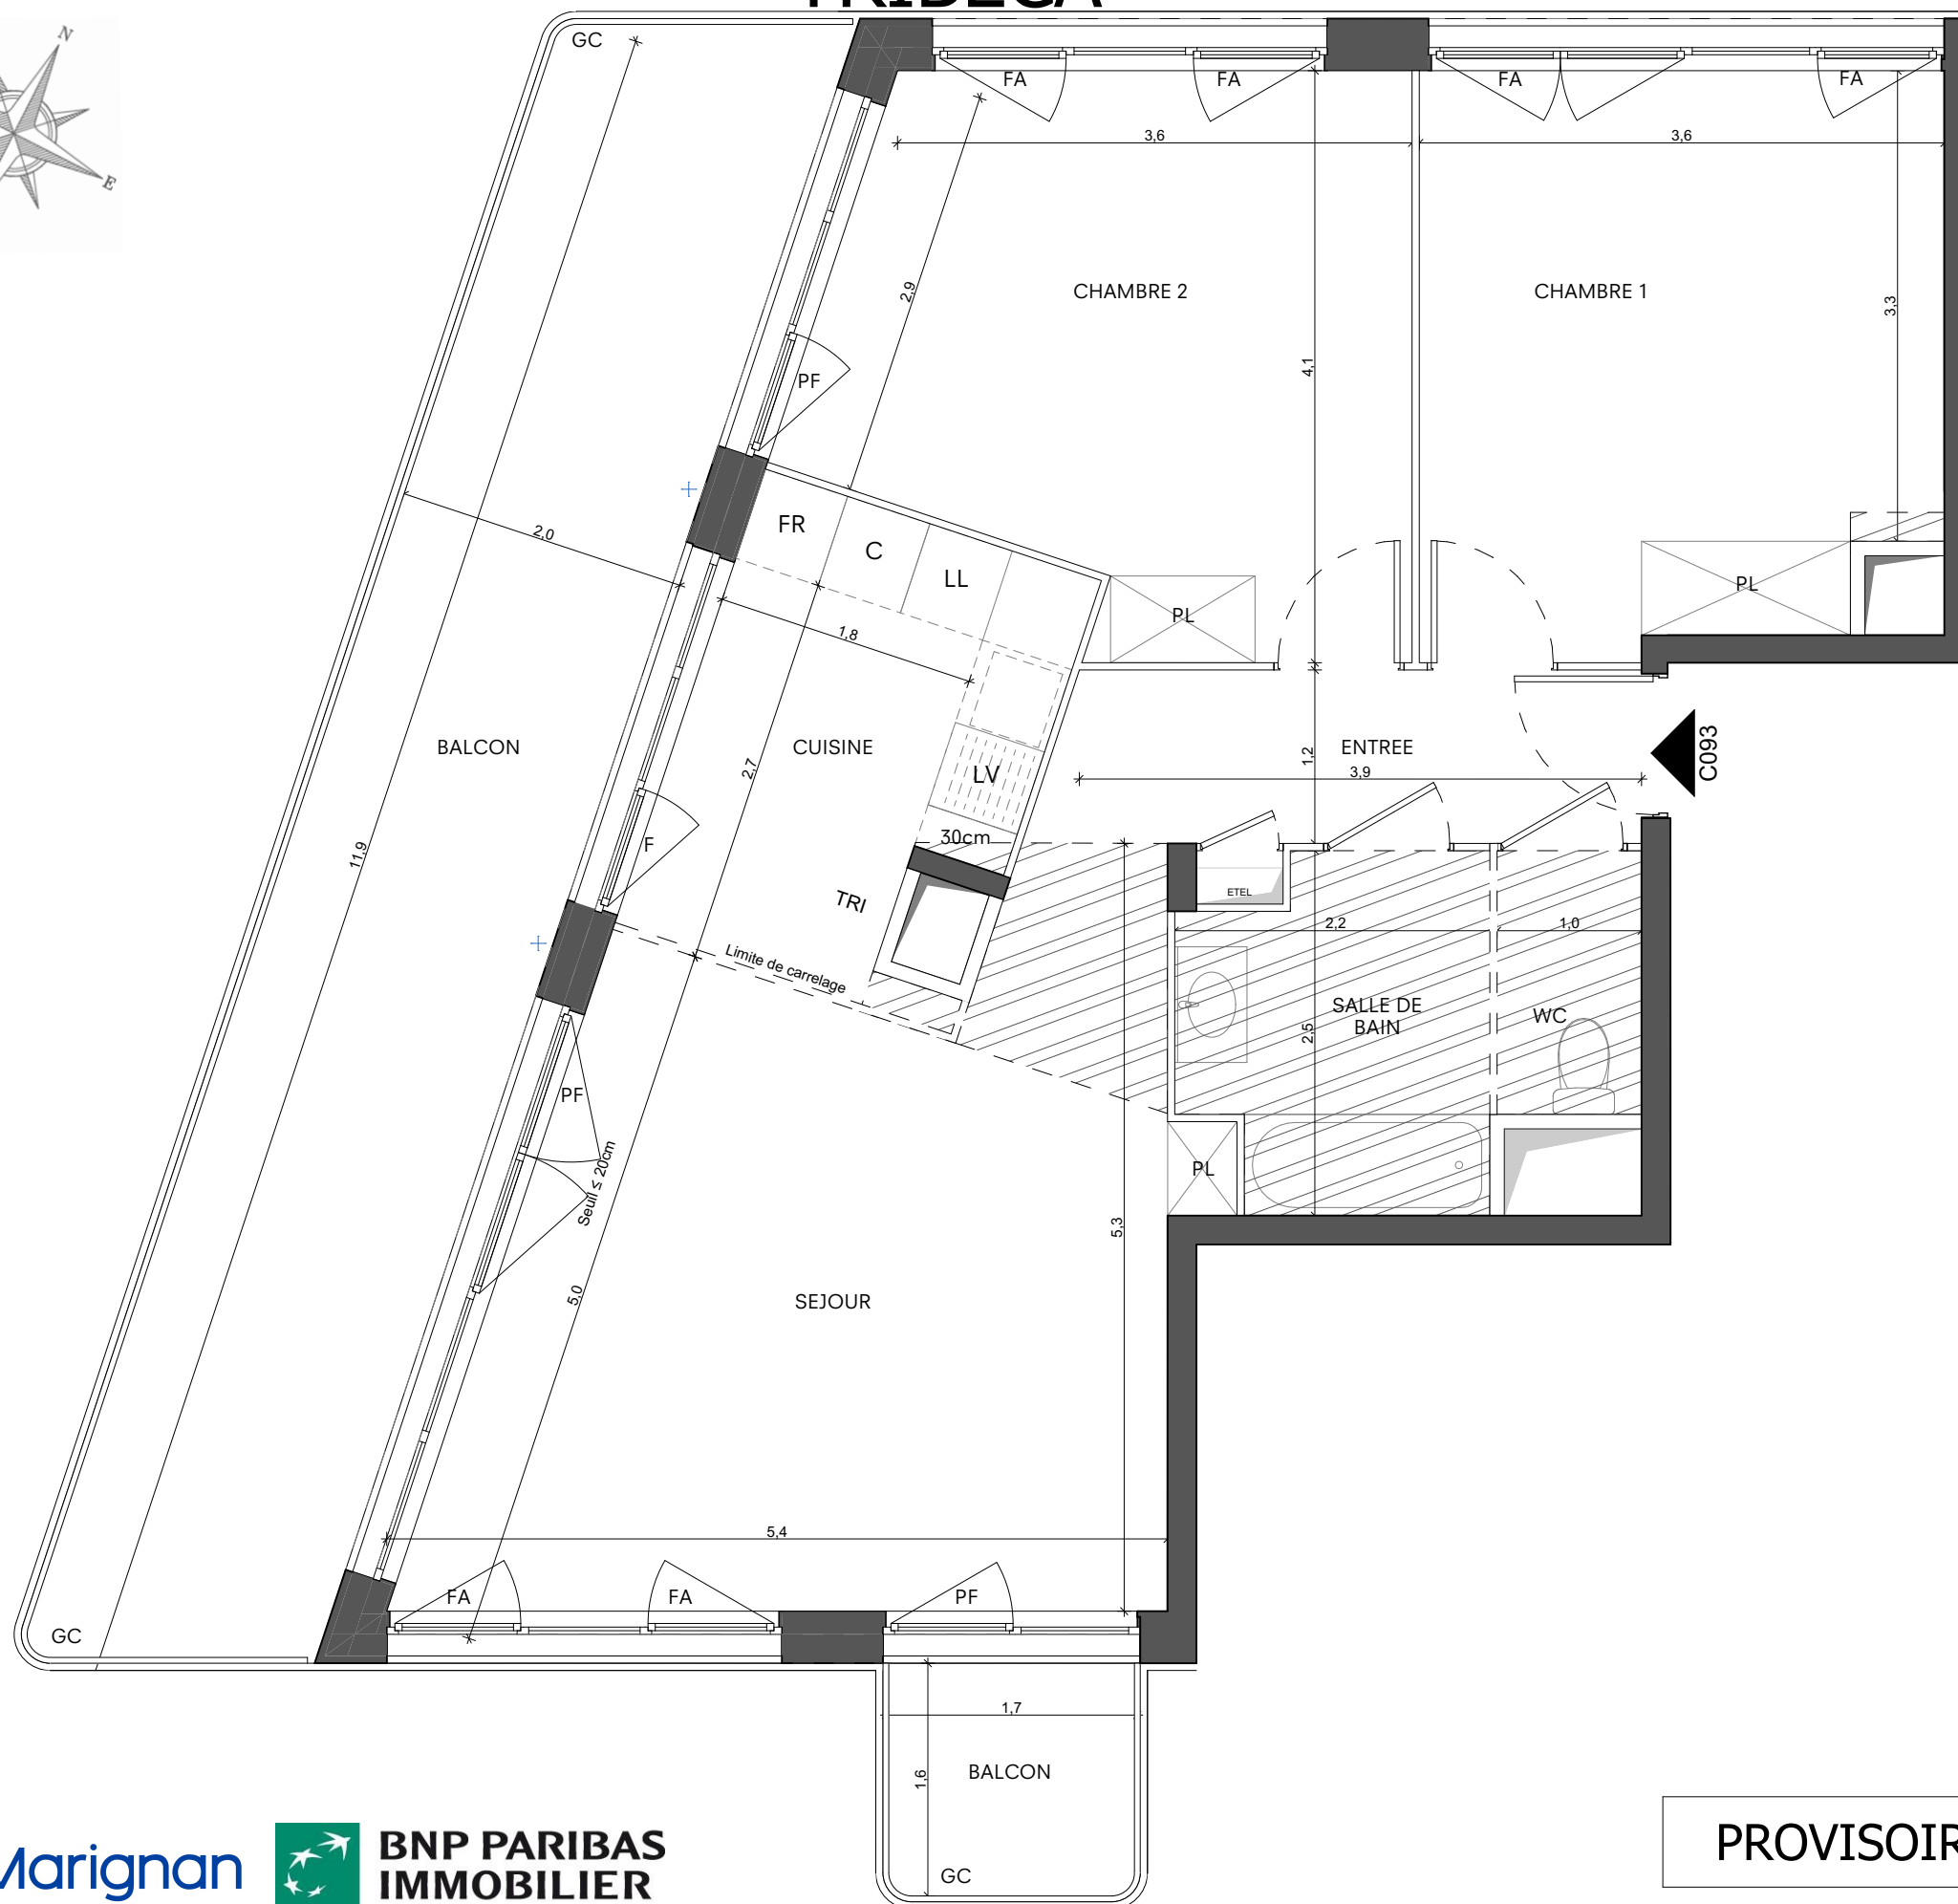 TRIBECA
N
E
GC
FA
FA
FA
FA
3,6
3,6
2,9
CHAMBRE 2
CHAMBRE 1
3,3
4,1
PF
2,0
FR
C
LL
PL
PL
1,8
BALCON
CUISINE
2,7
LV
1,2
ENTREE
3,9
C093
F
30cm
11,9
TRI
ETEL
2,2
1,0
Limite de carrelage
SALLE DE
BAIN
WC
2,5
PF
Seuil ≤ 20cm
PL
5,3
5,0
SEJOUR
5,4
FA
FA
PF
GC
1,7
BALCON
1,6
GC
Marignan
BNP PARIBAS
IMMOBILIER
PROVISOIR